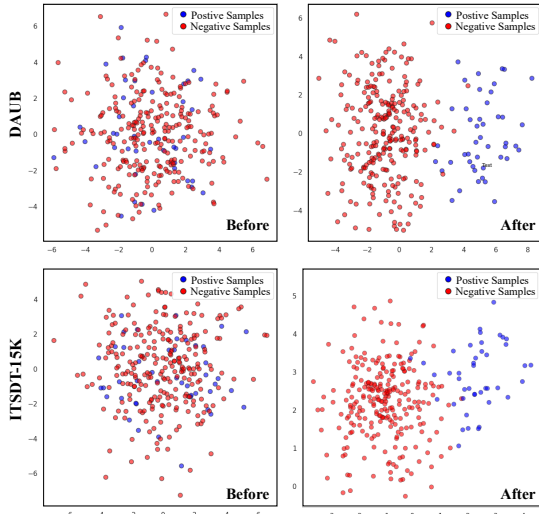 Postive Samples
Negative Samples
6
4
2
0
−2
−4
−6 −4 −2 0 2 4 6
DAUB
Before
Postive Samples
Negative Samples
6
4
2
0
−2
−4
−4 −2 0 2 4 6 8
Test
After
Postive Samples
Negative Samples
4
2
0
−2
−4
−6
ITSDT-15K
Before
Postive Samples
Negative Samples
5
4
3
2
1
0
After